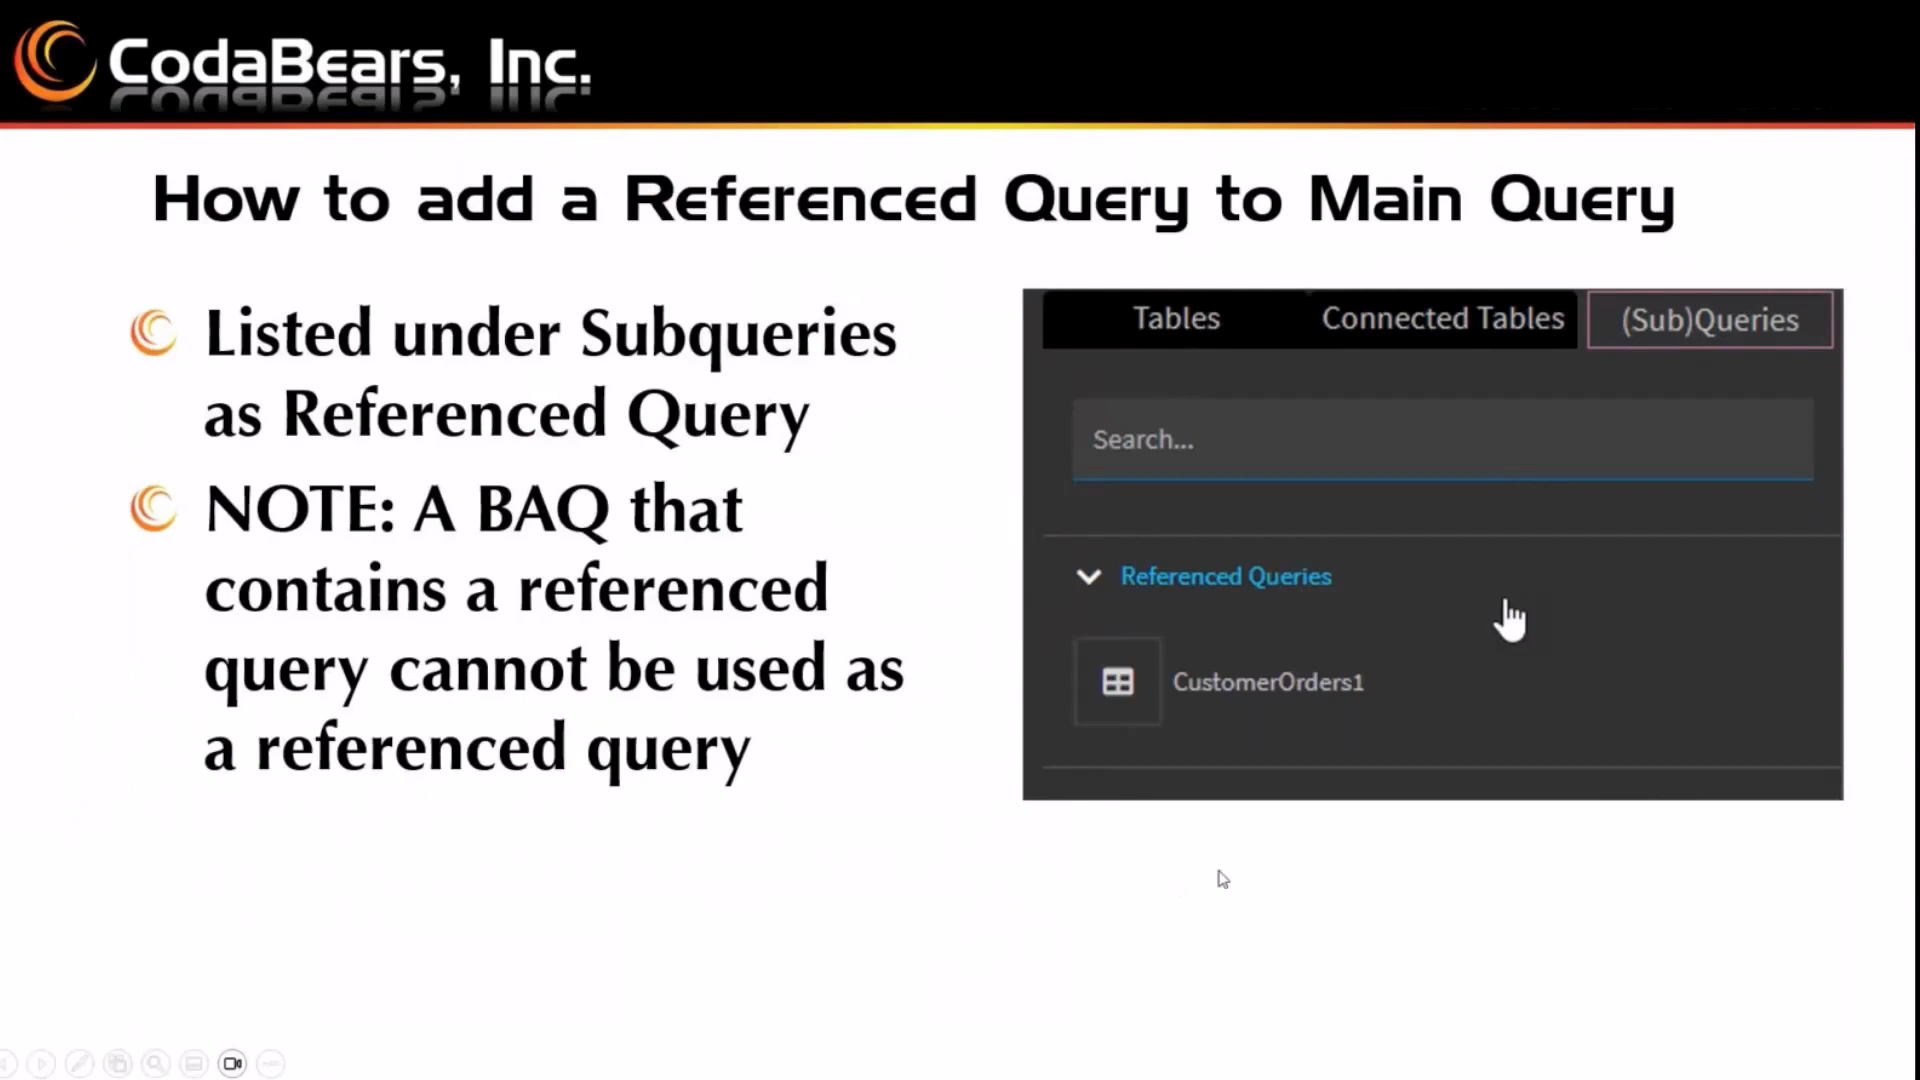 CodaBears, Inc.
How to add a Referenced Query to Main Query
Listed under Subqueries
as Referenced Query
NOTE: A BAQ that
contains a referenced
query cannot be used as
a referenced query
Tables Connected Tables (Sub)Queries
Search...
Referenced Queries
CustomerOrders1